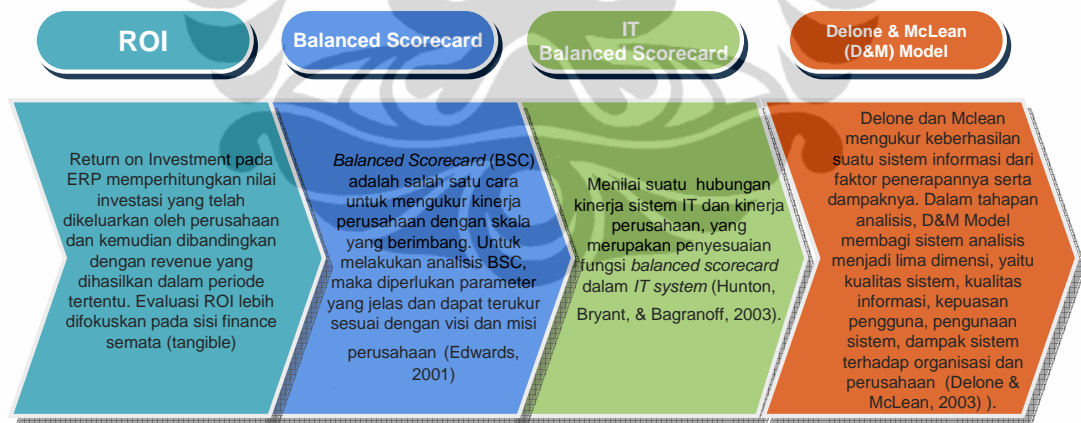 ROI
Balanced Scorecard
IT
Balanced Scorecard
Delone & McLean
(D&M) Model
Return on Investment pada
ERP memperhitungkan nilai
investasi yang telah
dikeluarkan oleh perusahaan
dan kemudian dibandingkan
dengan revenue yang
dihasilkan dalam periode
tertentu. Evaluasi ROI lebih
difokuskan pada sisi finance
semata (tangible)
Balanced Scorecard (BSC)
adalah salah satu cara
untuk mengukur kinerja
perusahaan dengan skala
yang berimbang. Untuk
melakukan analisis BSC,
maka diperlukan parameter
yang jelas dan dapat terukur
sesuai dengan visi dan misi
perusahaan (Edwards,
2001)
Menilai suatu hubungan
kinerja sistem IT dan kinerja
perusahaan, yang
merupakan penyesuaian
fungsi balanced scorecard
dalam IT system (Hunton,
Bryant, & Bagranoff, 2003).
Delone dan Mclean
mengukur keberhasilan
suatu sistem informasi dari
faktor penerapannya serta
dampaknya. Dalam tahapan
analisis, D&M Model
membagi sistem analisis
menjadi lima dimensi, yaitu
kualitas sistem, kualitas
informasi, kepuasan
pengguna, pengunaan
sistem, dampak sistem
terhadap organisasi dan
perusahaan (Delone &
McLean, 2003) ).